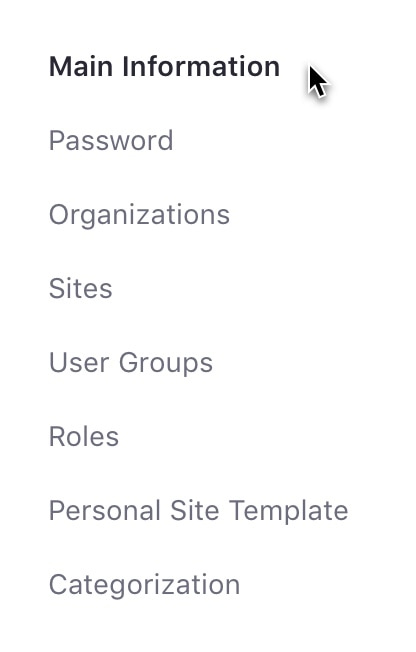 Main Information
Password
Organizations
Sites
User Groups
Roles
Personal Site Template
Categorization